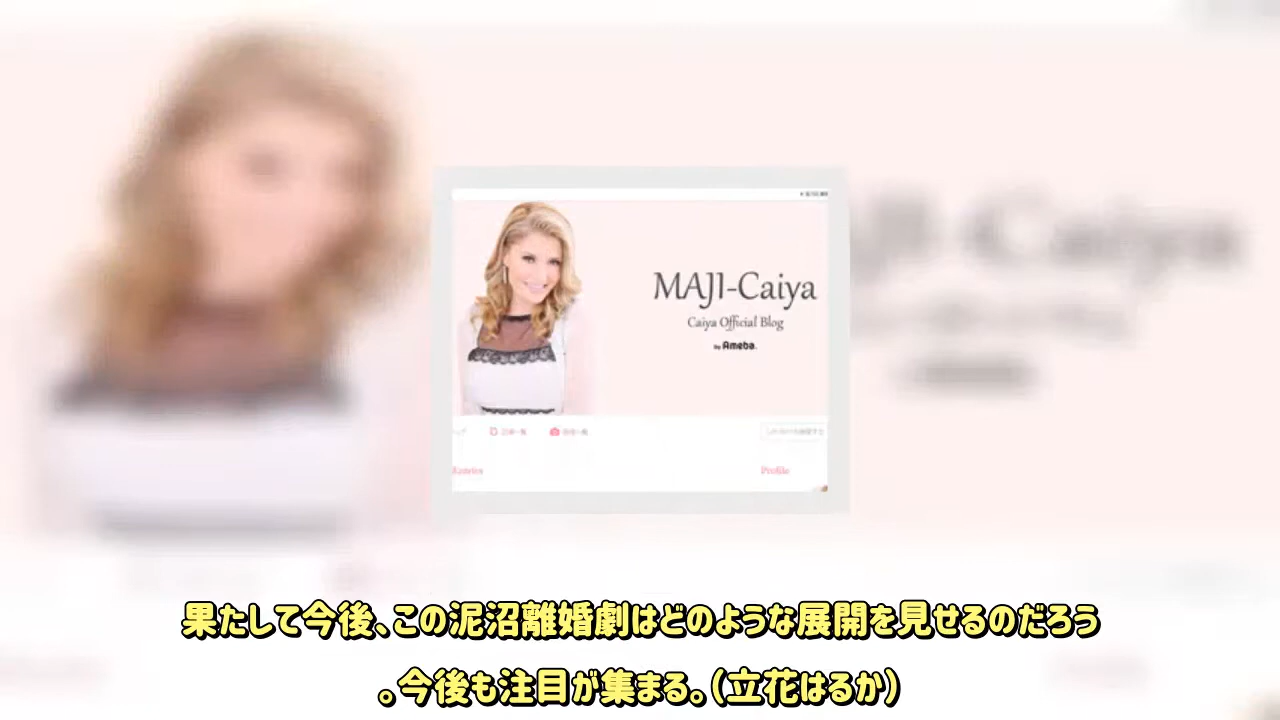 MAJI-Caiya
Caiya Official Blog
by Ameba.
Profile
果たして今後、この泥沼離婚劇はどのような展開を見せるのだろう
。今後も注目が集まる。(立花はるか)